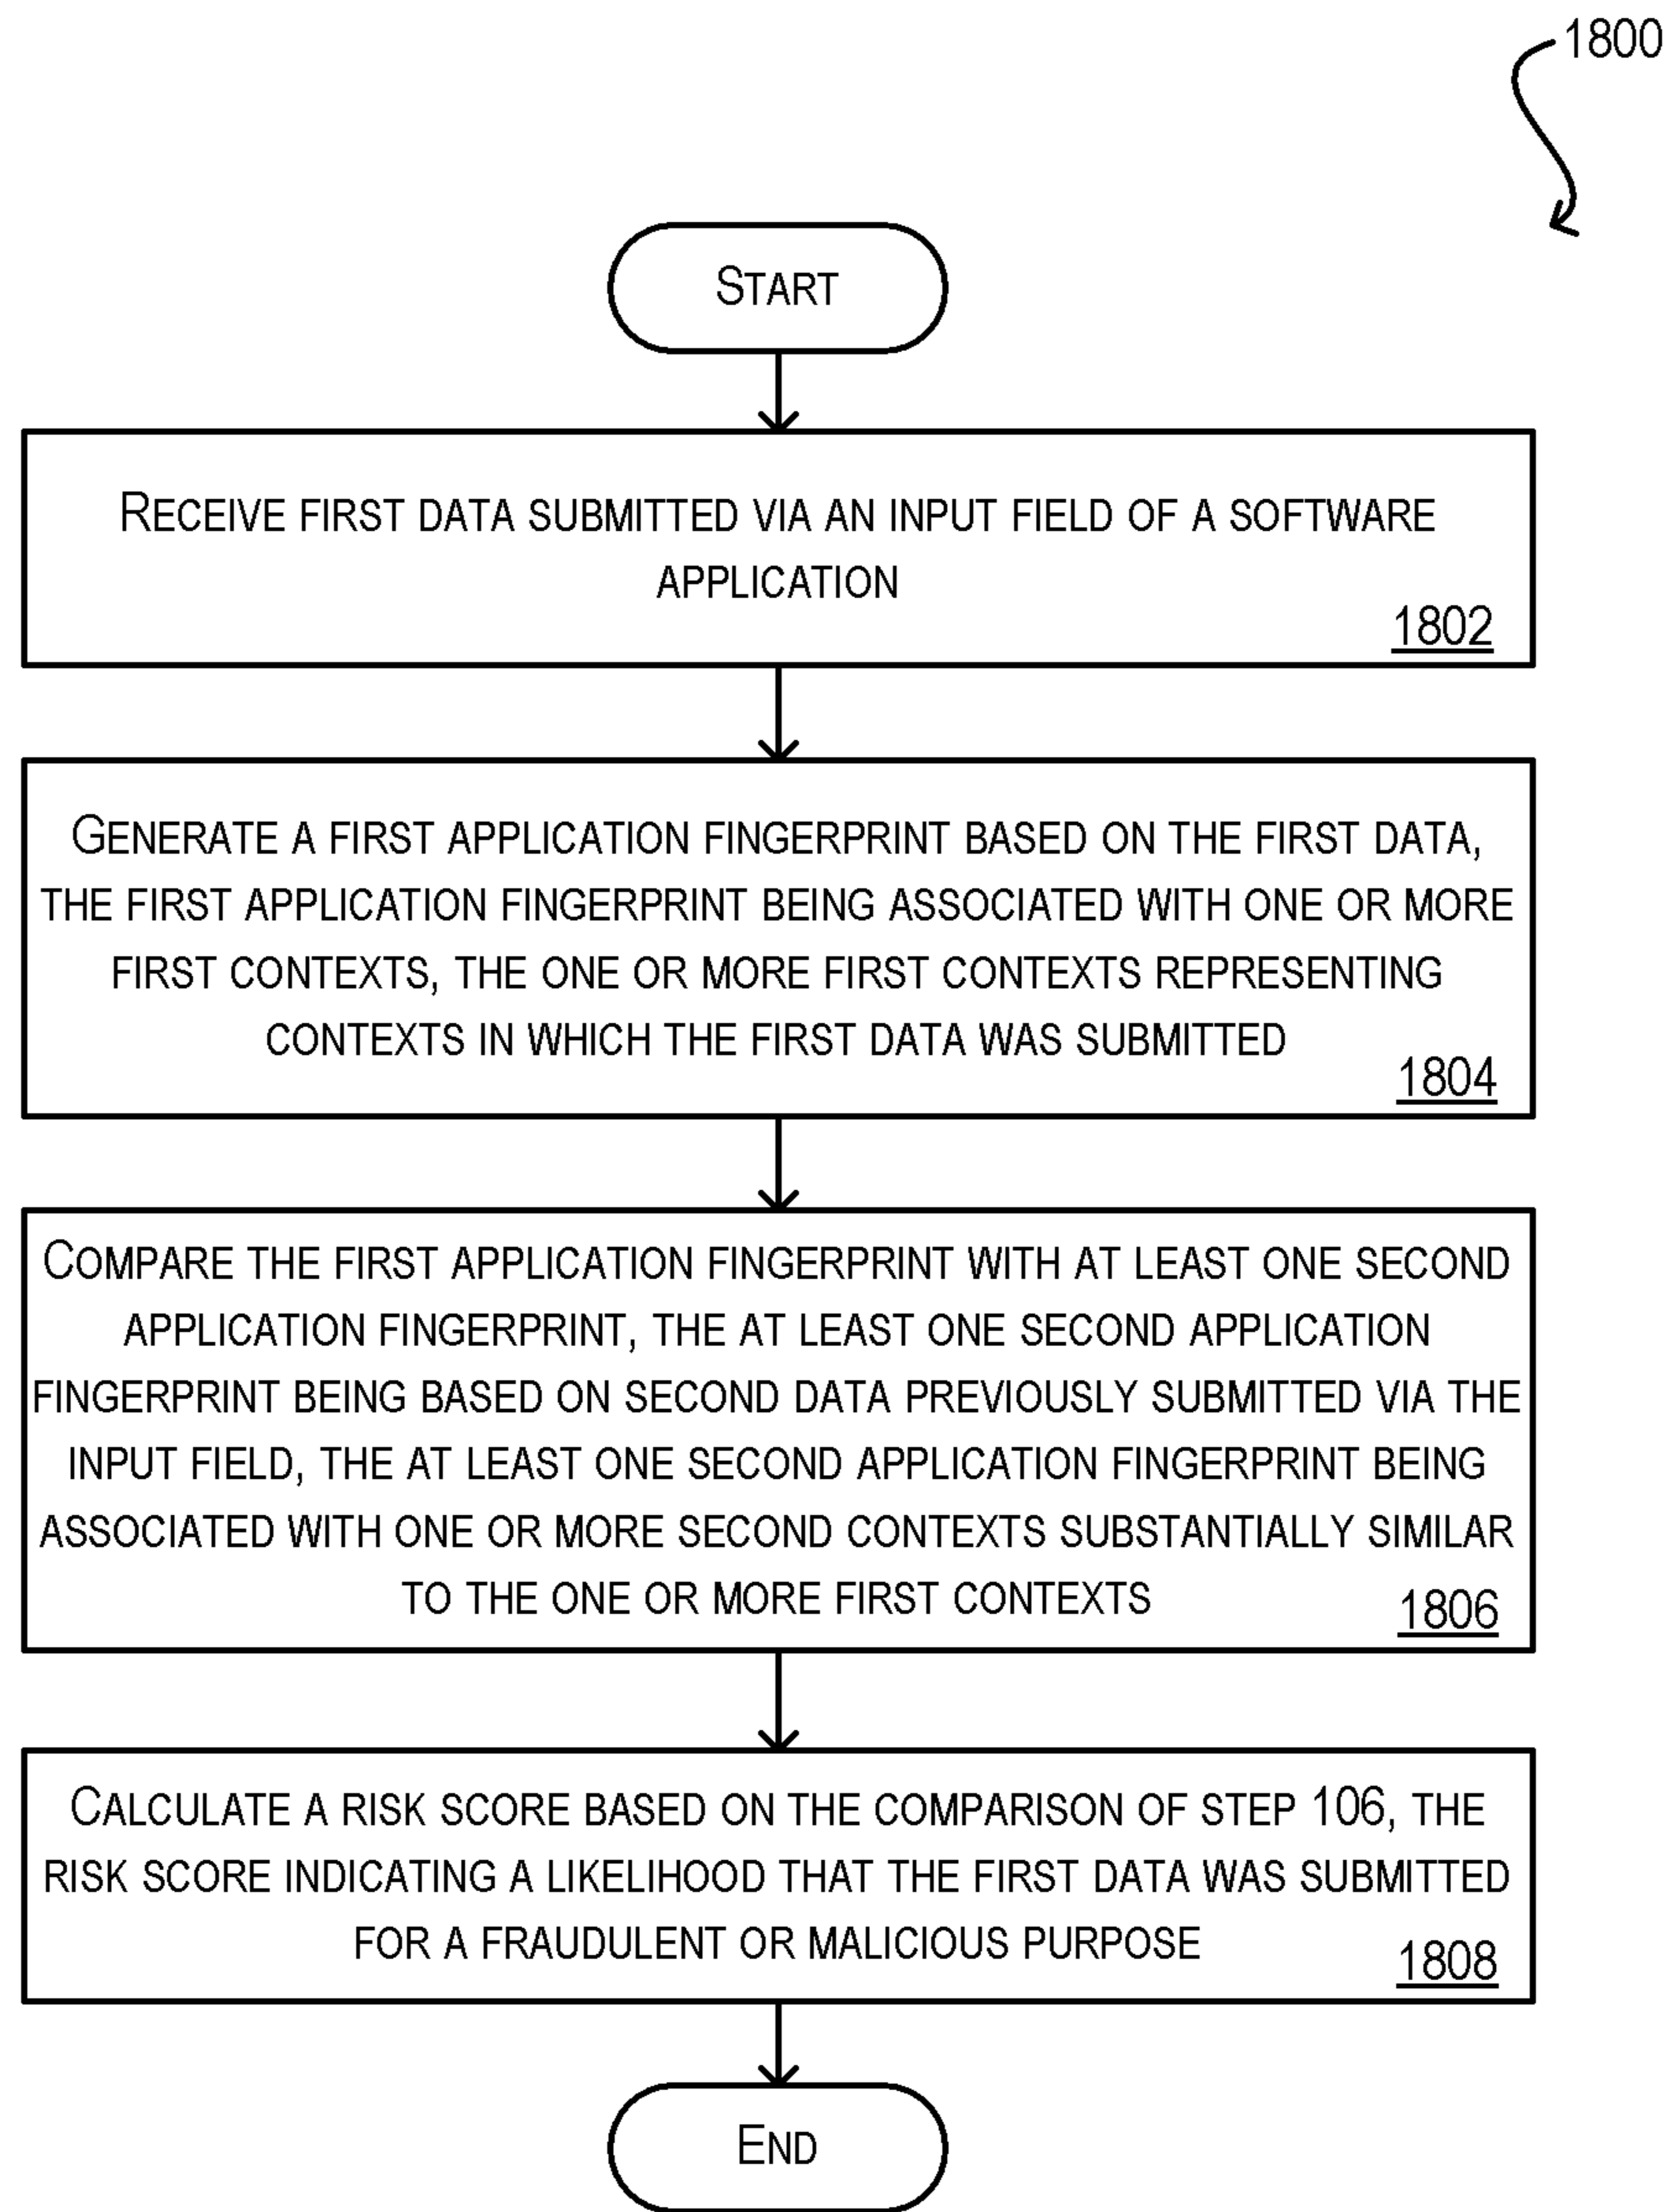 1800
START
RECEIVE FIRST DATA SUBMITTED VIA AN INPUT FIELD OF A SOFTWARE
APPLICATION
1802
GENERATE A FIRST APPLICATION FINGERPRINT BASED ON THE FIRST DATA,
THE FIRST APPLICATION FINGERPRINT BEING ASSOCIATED WITH ONE OR MORE
FIRST CONTEXTS, THE ONE OR MORE FIRST CONTEXTS REPRESENTING
CONTEXTS IN WHICH THE FIRST DATA WAS SUBMITTED
1804
COMPARE THE FIRST APPLICATION FINGERPRINT WITH AT LEAST ONE SECOND
APPLICATION FINGERPRINT, THE AT LEAST ONE SECOND APPLICATION
FINGERPRINT BEING BASED ON SECOND DATA PREVIOUSLY SUBMITTED VIA THE
INPUT FIELD, THE AT LEAST ONE SECOND APPLICATION FINGERPRINT BEING
ASSOCIATED WITH ONE OR MORE SECOND CONTEXTS SUBSTANTIALLY SIMILAR
TO THE ONE OR MORE FIRST CONTEXTS
1806
CALCULATE A RISK SCORE BASED ON THE COMPARISON OF STEP 106, THE
RISK SCORE INDICATING A LIKELIHOOD THAT THE FIRST DATA WAS SUBMITTED
FOR A FRAUDULENT OR MALICIOUS PURPOSE
1808
END